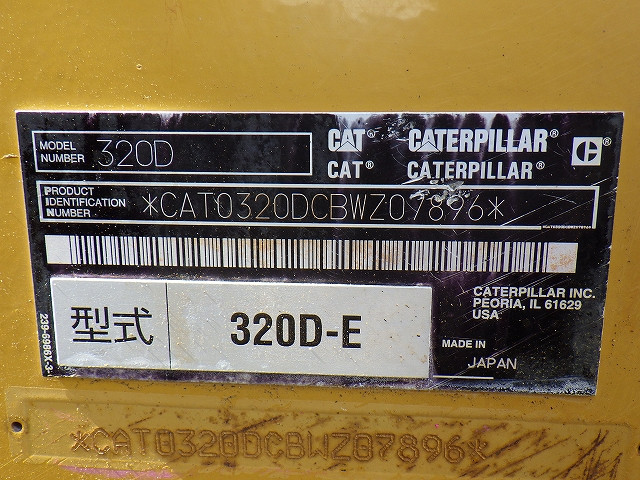 MODEL NUMBER 320D
CAT® CATERPILLAR®
CAT® CATERPILLAR®
PRODUCT IDENTIFICATION NUMBER *CAT0320DCBWZ07896*
型式 320D-E
CATERPILLAR INC.
PEORIA, IL 61629
USA
MADE IN
JAPAN
*CAT0320DCBWZ07896*